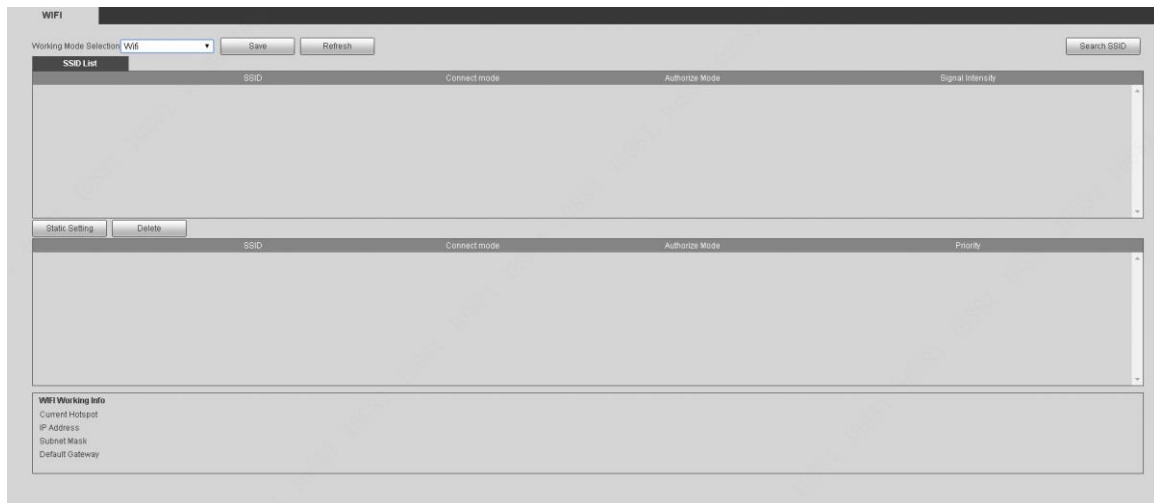 WIFI
Working Mode Selection Wifi Save Refresh Search SSID
SSID List
SSID Connect mode Authorize Mode Signal Intensity
Static Setting Delete
SSID Connect mode Authorize Mode Priority
WIFI Working Info
Current Hotspot
IP Address
Subnet Mask
Default Gateway